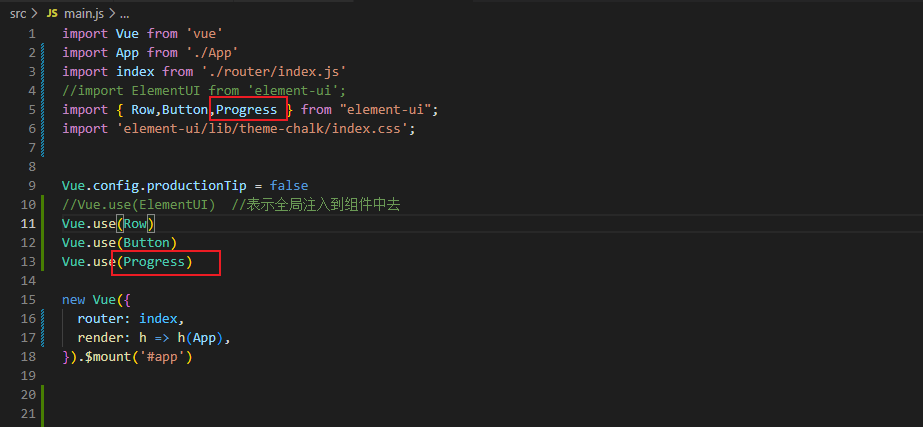 src > JS main.js > ...
1 import Vue from 'vue'
2 import App from './App'
3 import index from './router/index.js'
4 //import ElementUI from 'element-ui';
5 import { Row,Button,Progress } from "element-ui";
6 import 'element-ui/lib/theme-chalk/index.css';
7
8
9 Vue.config.productionTip = false
10 //Vue.use(ElementUI)  //表示全局注入到组件中去
11 Vue.use(Row)
12 Vue.use(Button)
13 Vue.use(Progress)
14
15 new Vue({
16   router: index,
17   render: h => h(App),
18 }).$mount('#app')
19
20
21